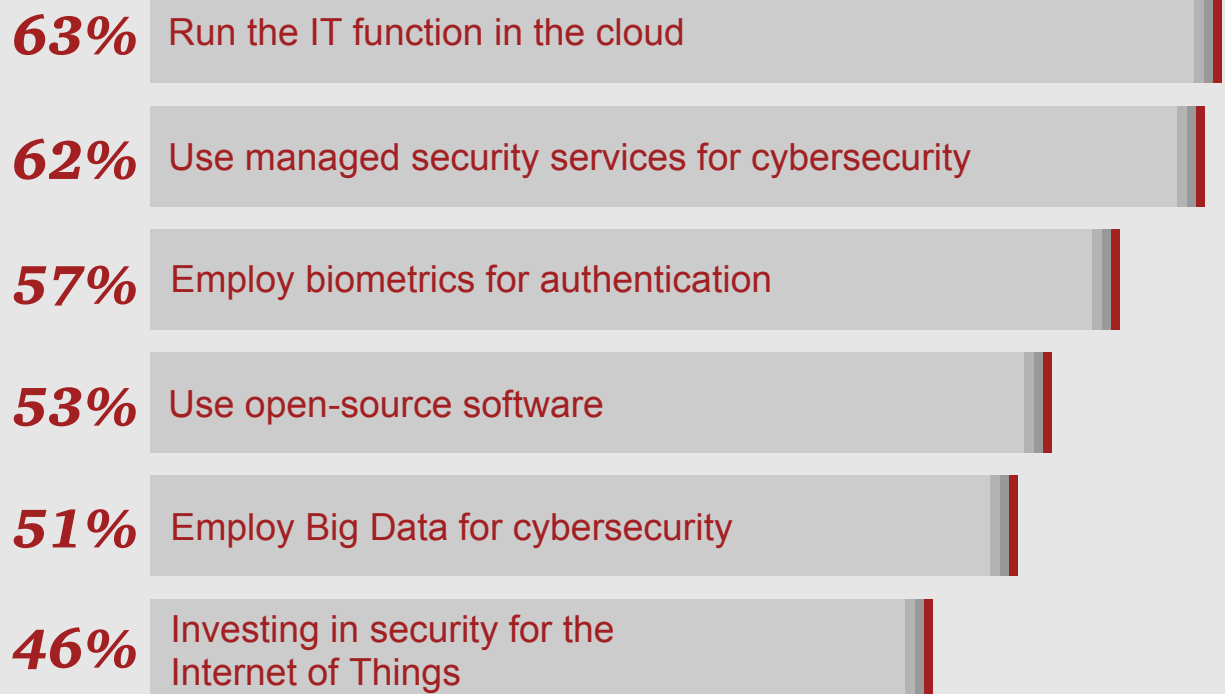 63% Run the IT function in the cloud
62% Use managed security services for cybersecurity
57% Employ biometrics for authentication
53% Use open-source software
51% Employ Big Data for cybersecurity
46% Investing in security for the
Internet of Things